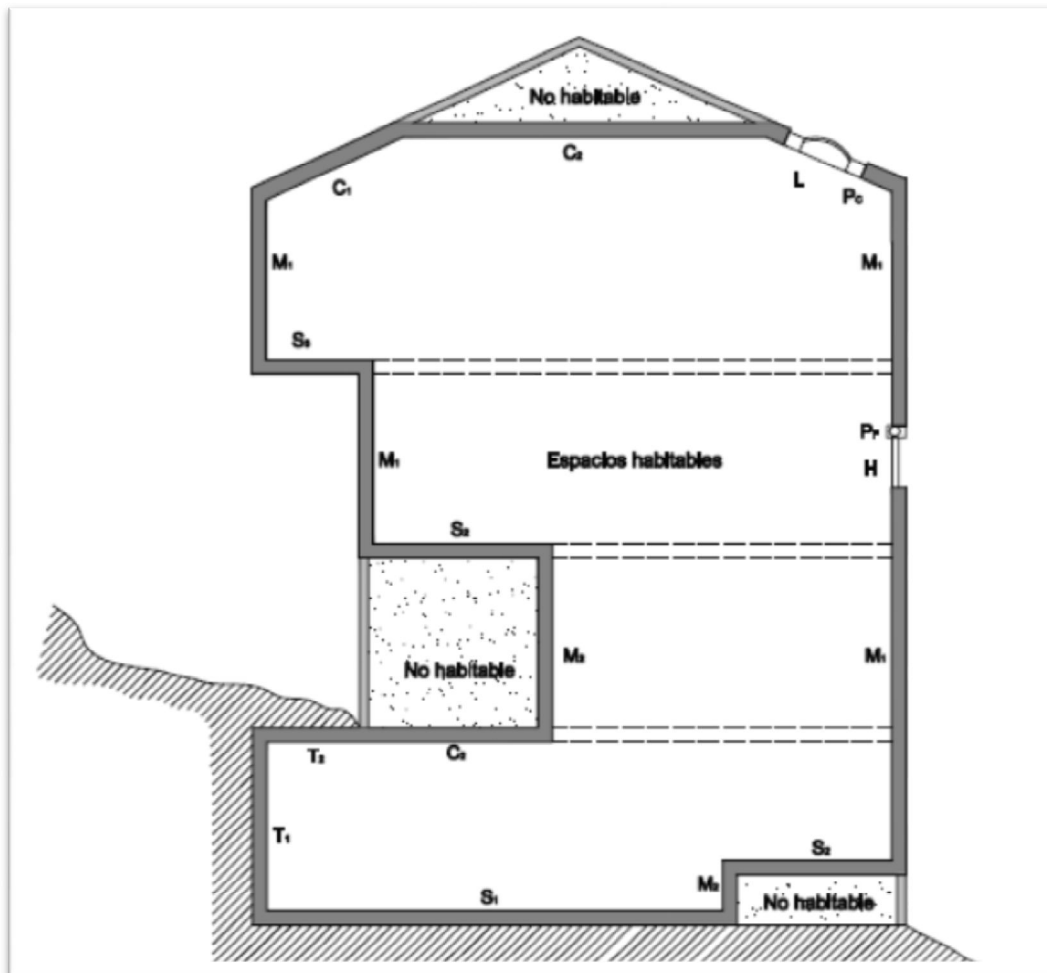 No habitable
C₂
C₁
L
Pc
M₁
M₁
S₃
PF
M₁
Espacios habitables
H
S₂
No habitable
M₂
M₁
T₂
C₂
T₁
S₂
M₂
S₁
No habitable